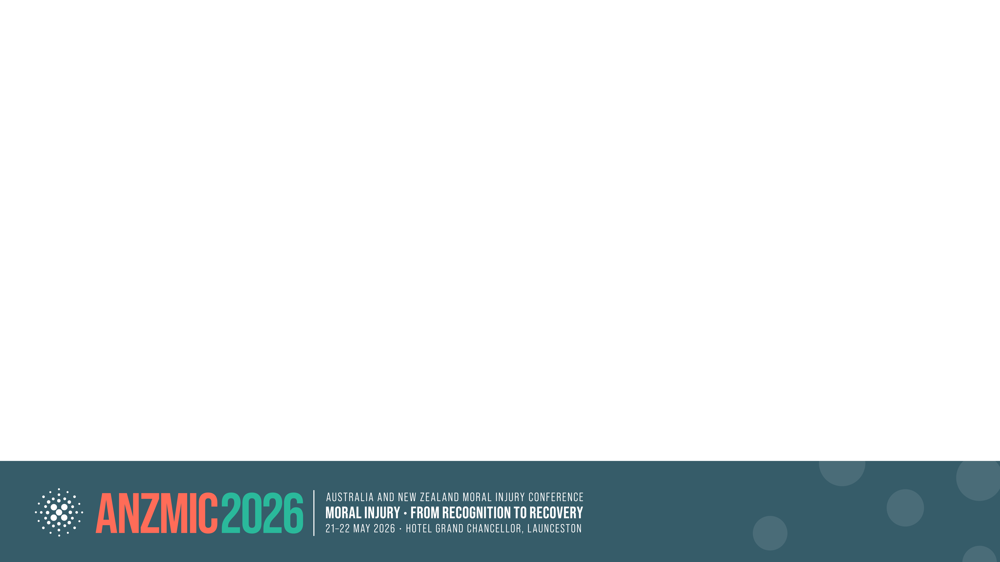 ANZMIC2026
AUSTRALIA AND NEW ZEALAND MORAL INJURY CONFERENCE
MORAL INJURY · FROM RECOGNITION TO RECOVERY
21–22 MAY 2026 · HOTEL GRAND CHANCELLOR, LAUNCESTON